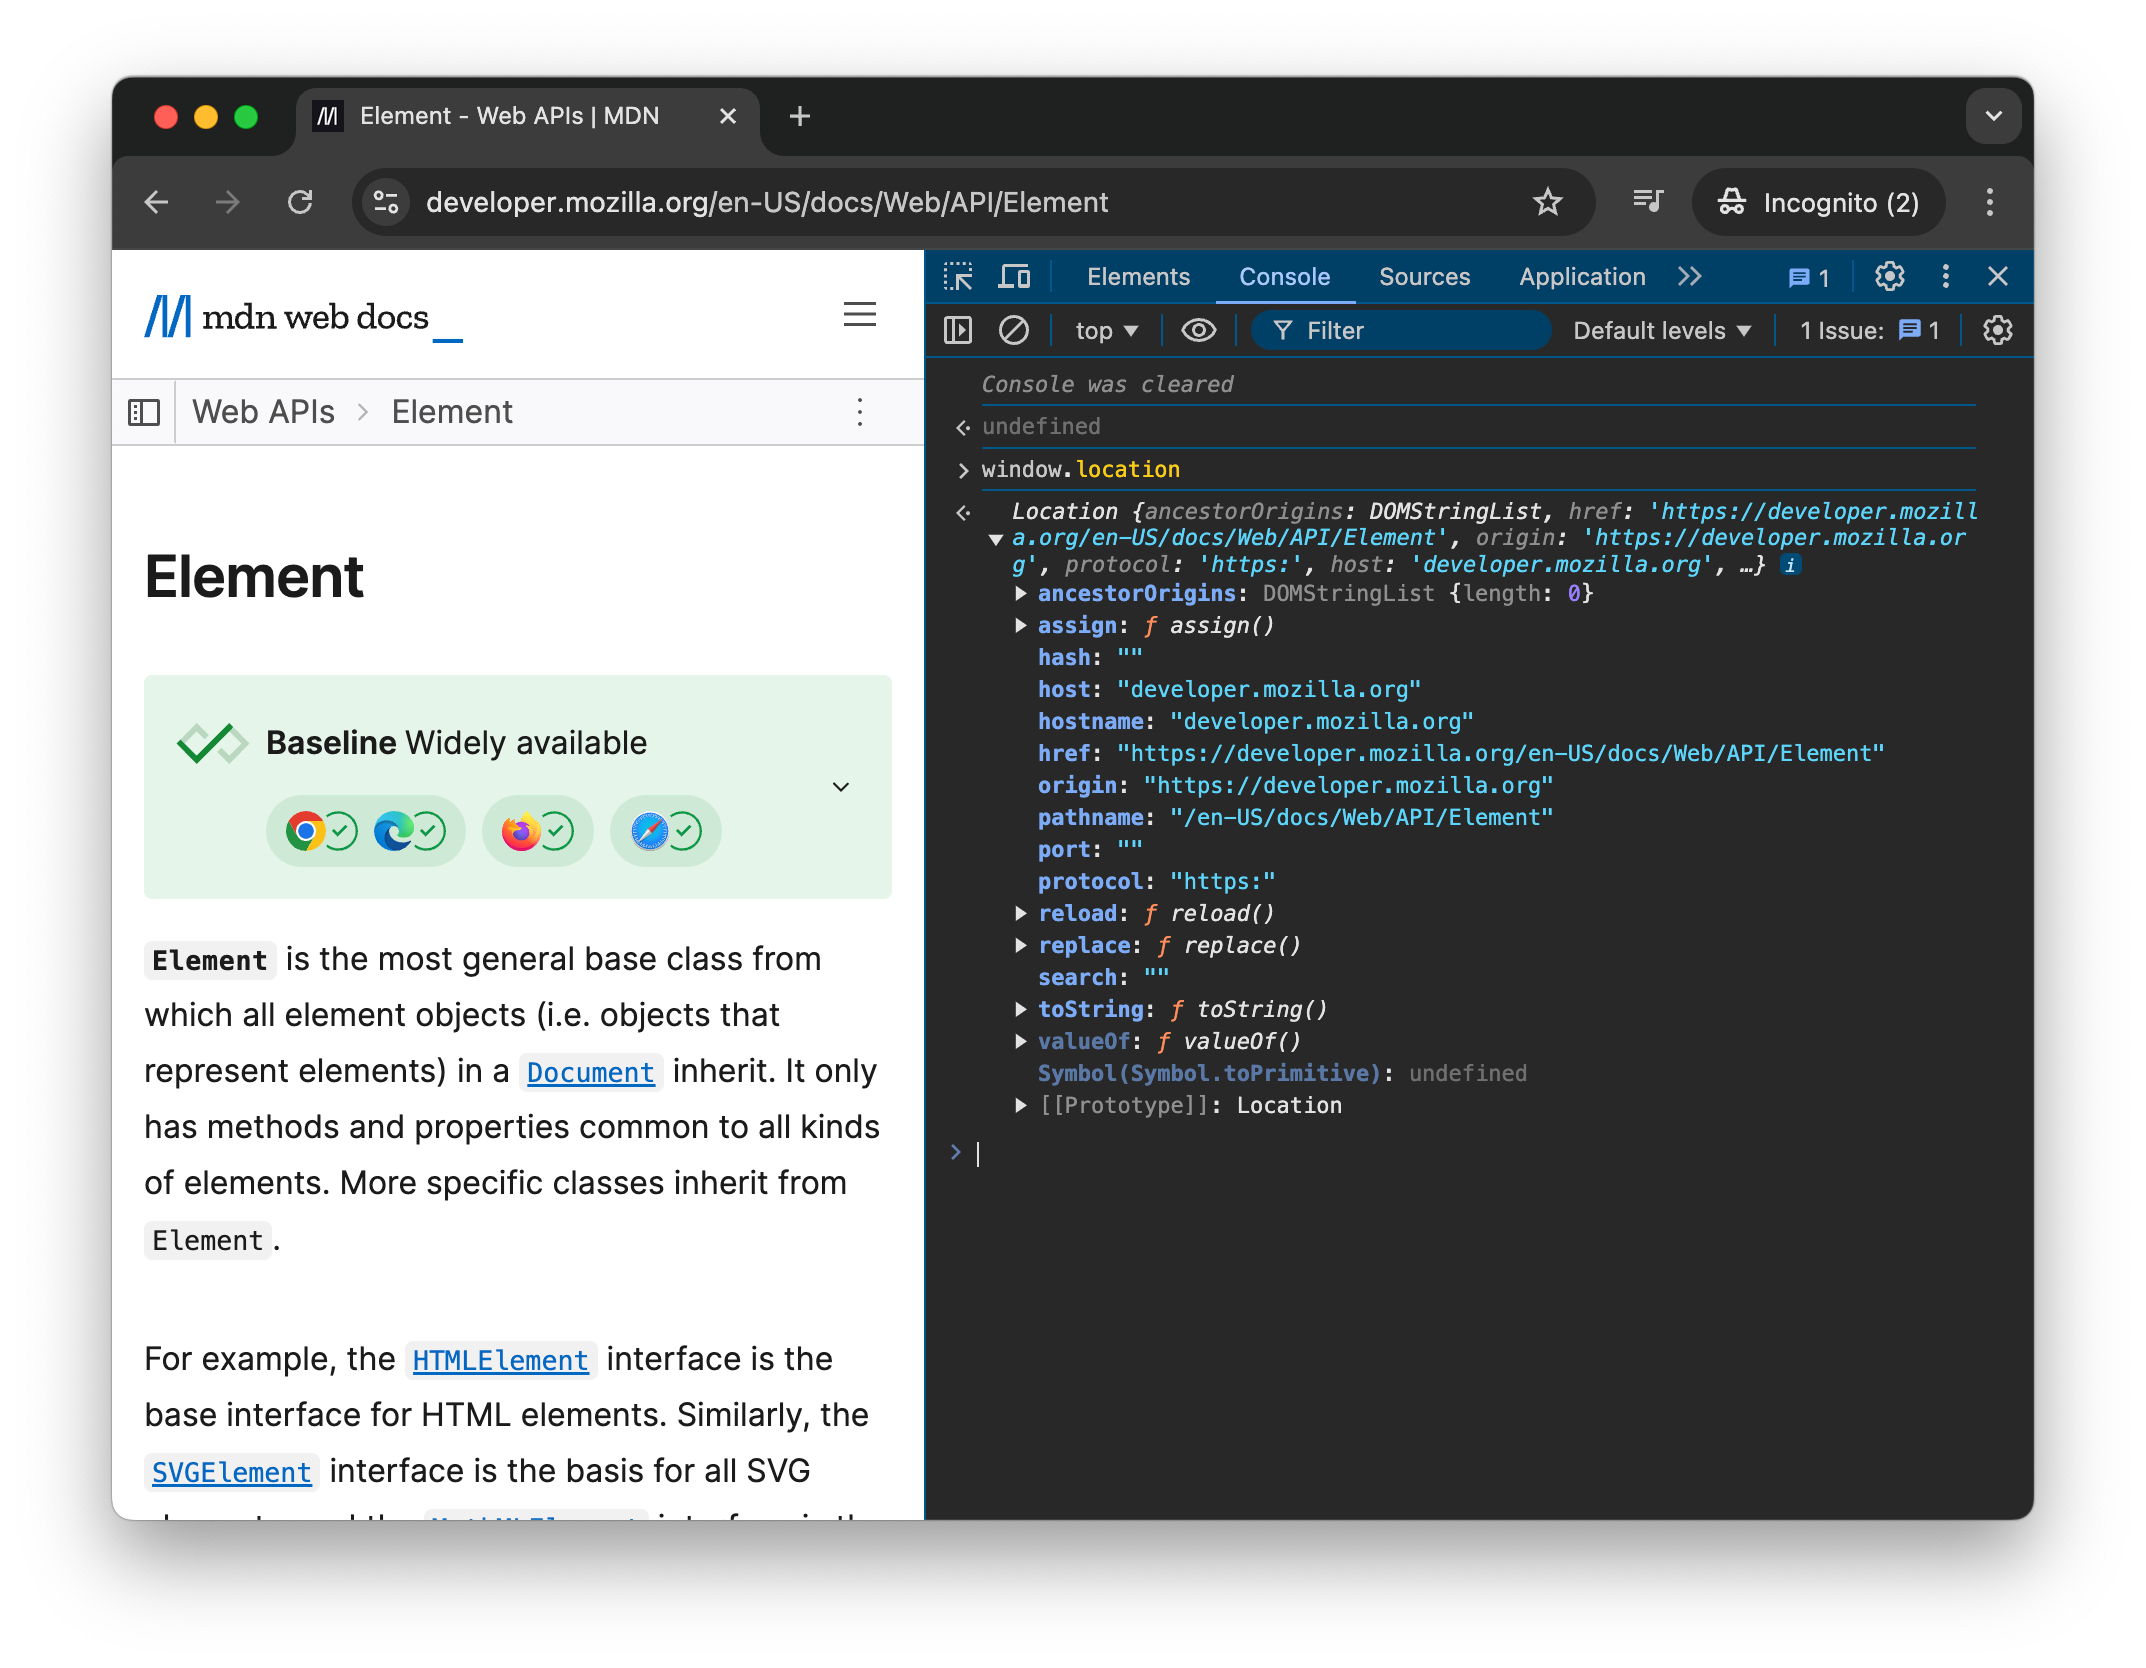 Element - Web APIs | MDN
developer.mozilla.org/en-US/docs/Web/API/Element
Incognito (2)
mdn web docs_
Web APIs > Element
Element
Baseline Widely available
Element is the most general base class from
which all element objects (i.e. objects that
represent elements) in a Document inherit. It only
has methods and properties common to all kinds
of elements. More specific classes inherit from
Element.
For example, the HTMLElement interface is the
base interface for HTML elements. Similarly, the
SVGElement interface is the basis for all SVG
Elements Console Sources Application 1
top Filter Default levels 1 Issue: 1
Console was cleared
undefined
window.location
Location {ancestorOrigins: DOMStringList, href: 'https://developer.mozill
a.org/en-US/docs/Web/API/Element', origin: 'https://developer.mozilla.or
g', protocol: 'https:', host: 'developer.mozilla.org', …} i
ancestorOrigins: DOMStringList {length: 0}
assign: ƒ assign()
hash: ""
host: "developer.mozilla.org"
hostname: "developer.mozilla.org"
href: "https://developer.mozilla.org/en-US/docs/Web/API/Element"
origin: "https://developer.mozilla.org"
pathname: "/en-US/docs/Web/API/Element"
port: ""
protocol: "https:"
reload: ƒ reload()
replace: ƒ replace()
search: ""
toString: ƒ toString()
valueOf: ƒ valueOf()
Symbol(Symbol.toPrimitive): undefined
[[Prototype]]: Location